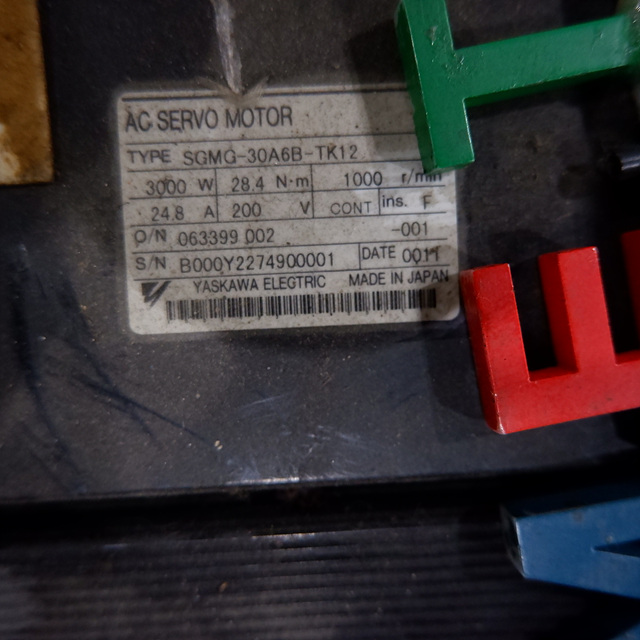 AC SERVO MOTOR
TYPE SGMG-30A6B-TK12
3000 W 28.4 N·m 1000 r/min
24.8 A 200 V CONT Ins. F
O/N 063399 002 -001
S/N B000Y2274900001 DATE 0011
YASKAWA ELECTRIC MADE IN JAPAN
T
E